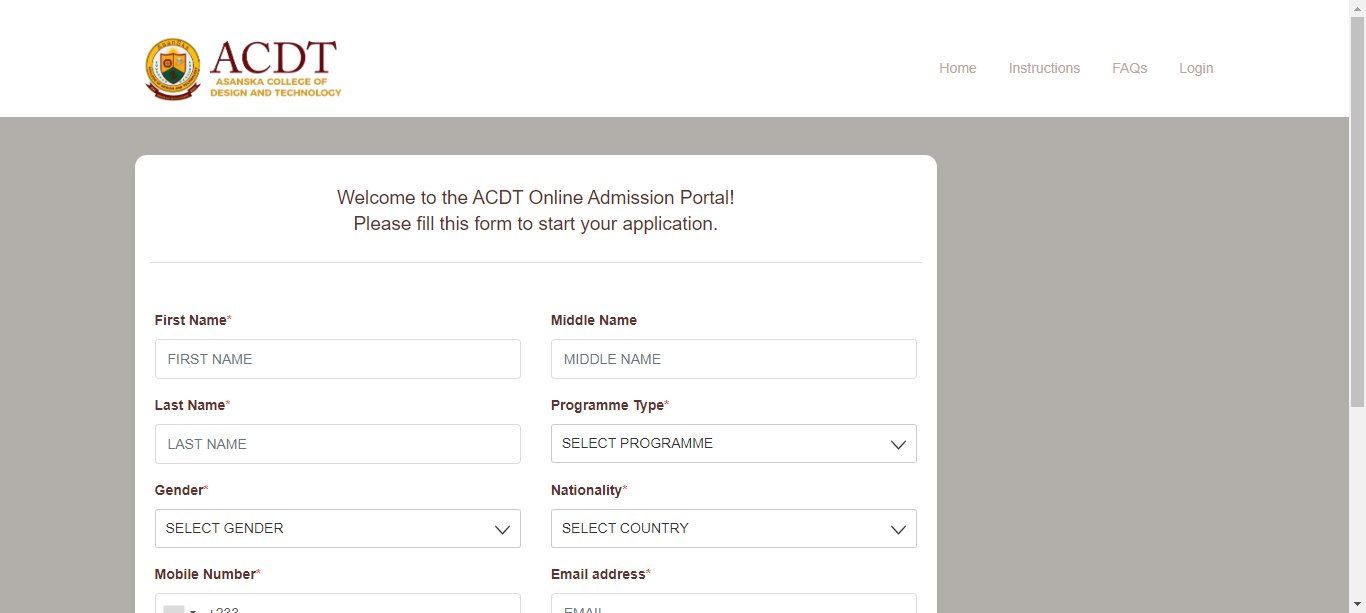 ACDT
ASANSKA COLLEGE OF
DESIGN AND TECHNOLOGY
Home Instructions FAQs Login
Welcome to the ACDT Online Admission Portal!
Please fill this form to start your application.
First Name* Middle Name
FIRST NAME MIDDLE NAME
Last Name* Programme Type*
LAST NAME SELECT PROGRAMME
Gender* Nationality*
SELECT GENDER SELECT COUNTRY
Mobile Number* Email address*
+233 EMAIL